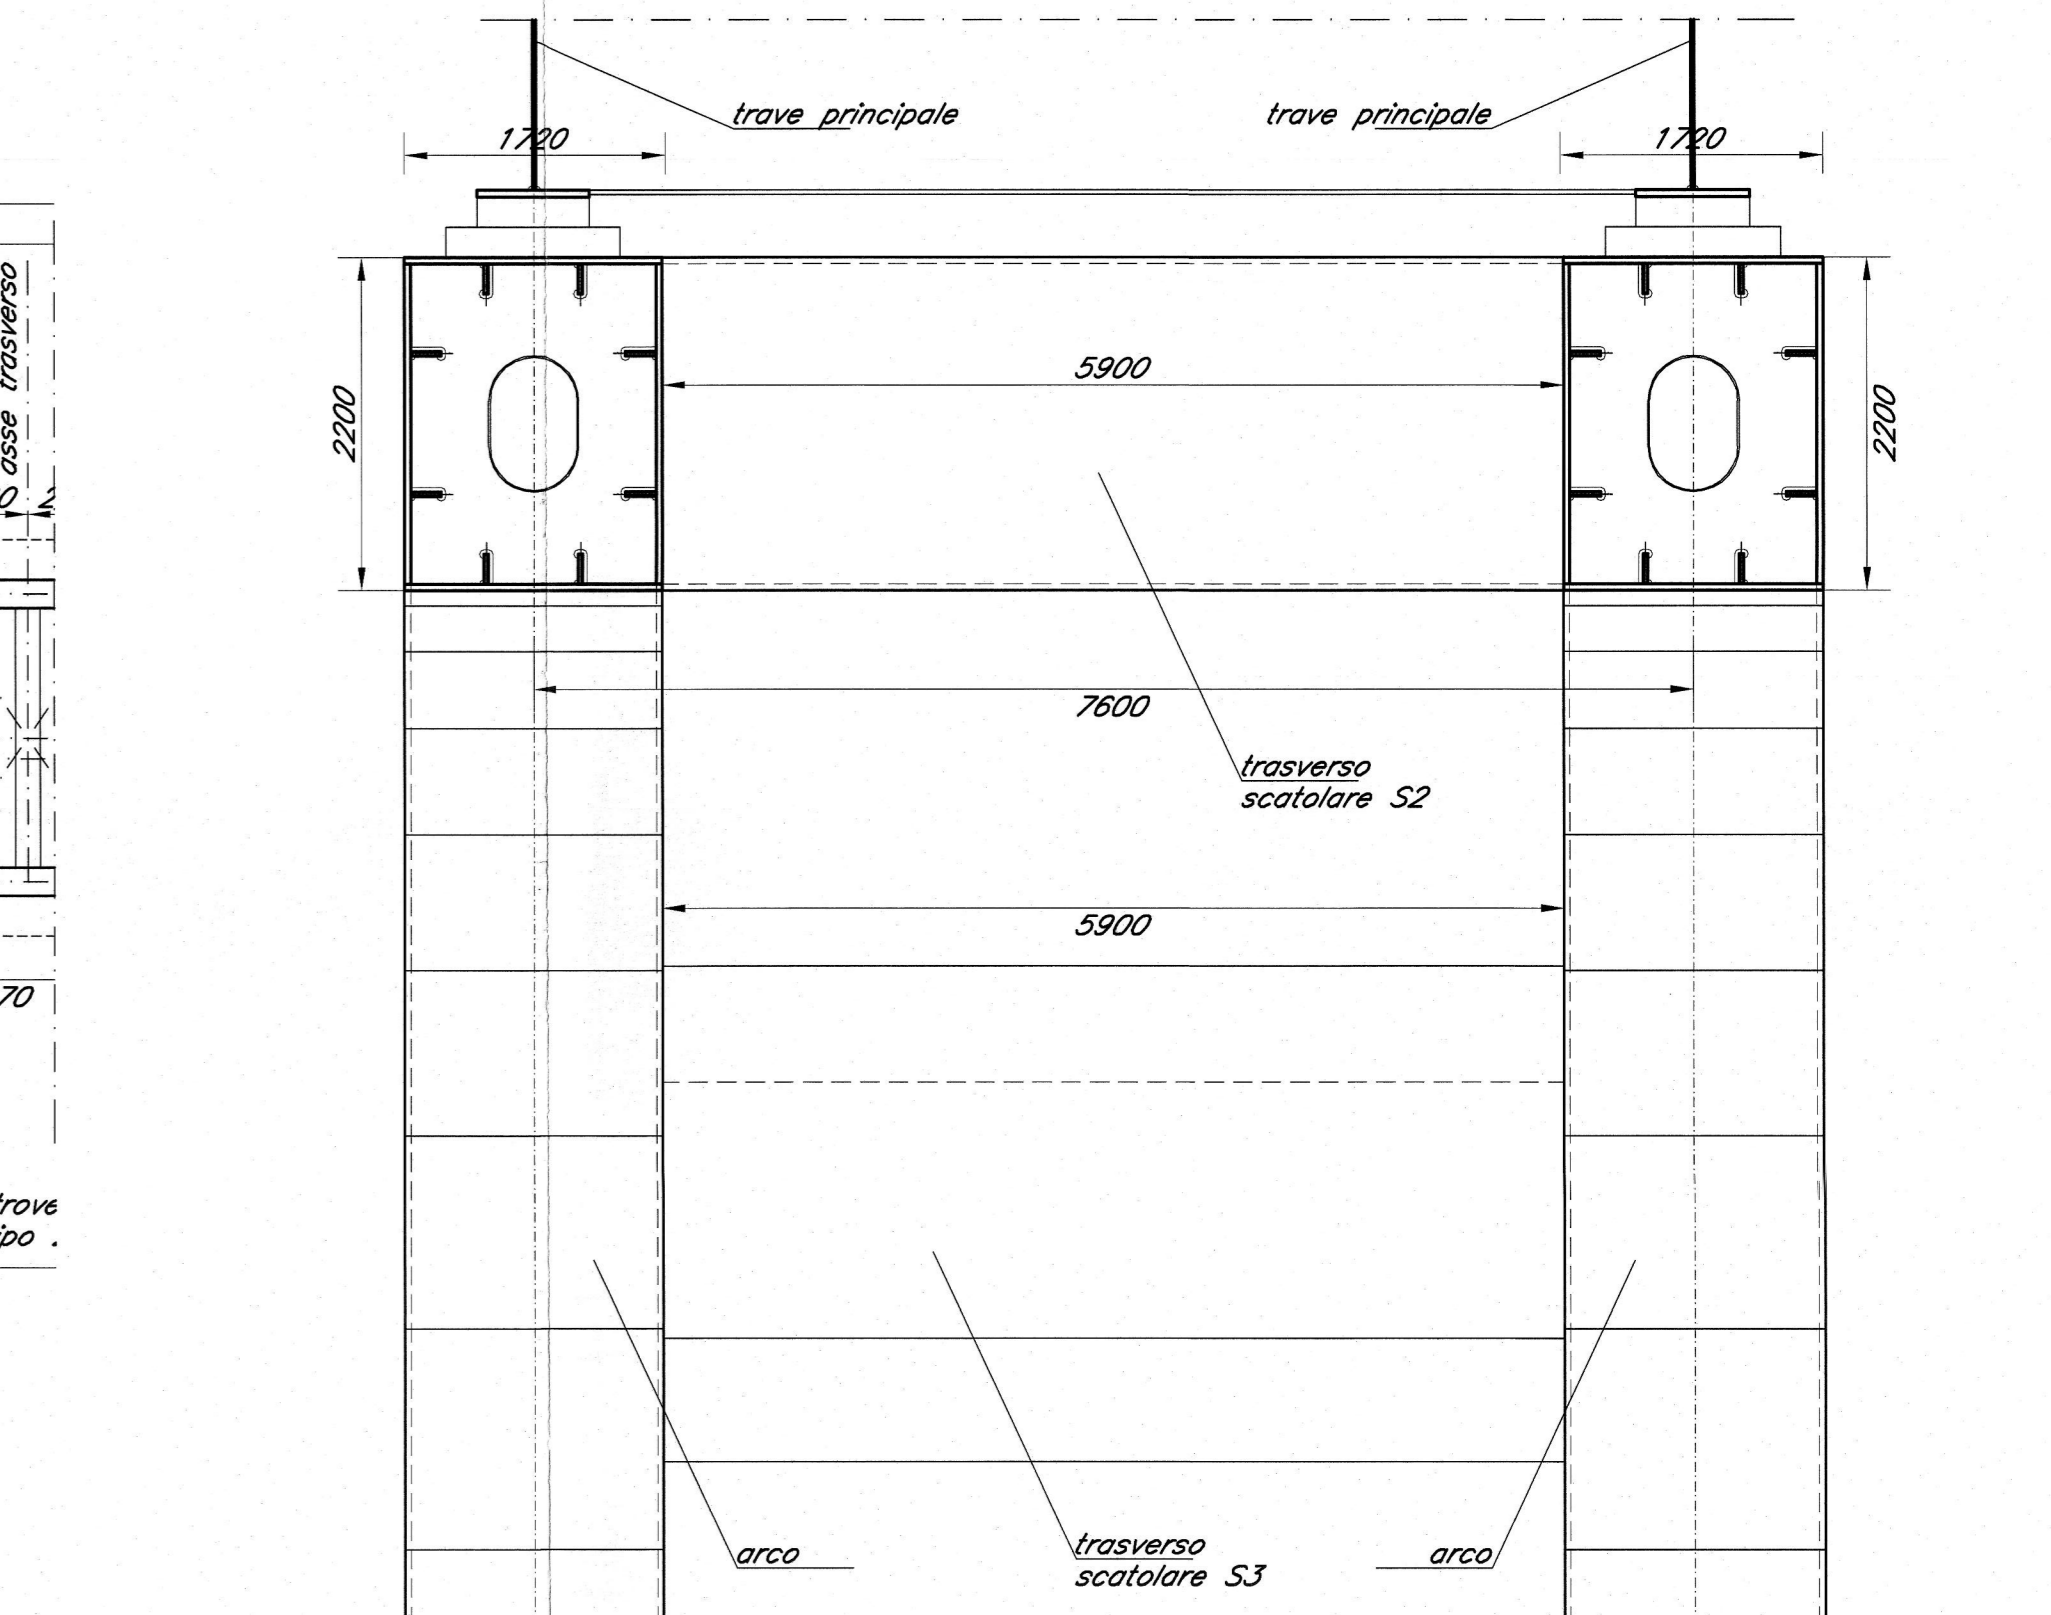 trave principale
trave principale
1720
1720
asse trasverso
5900
2200
2200
7600
trasverso
scatolare S2
5900
70
arco
trasverso
scatolare S3
arco